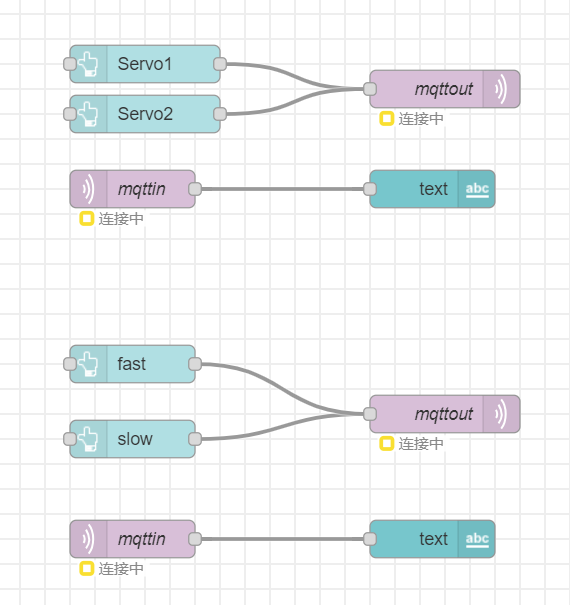 Servo1
mqttout
Servo2
连接中
mqttin
text abc
连接中
fast
mqttout
slow
连接中
mqttin
text abc
连接中